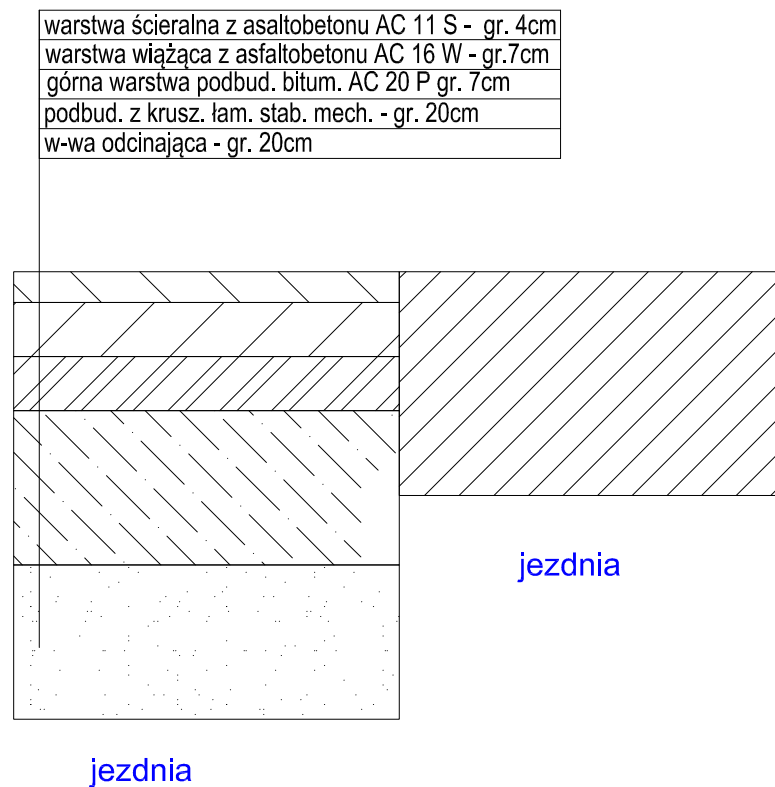 warstwa ścieralna z asaltobetonu AC 11 S - gr. 4cm
warstwa wiążąca z asfaltobetonu AC 16 W - gr.7cm
górna warstwa podbud. bitum. AC 20 P gr. 7cm
podbud. z krusz. łam. stab. mech. - gr. 20cm
w-wa odcinająca - gr. 20cm
jezdnia
jezdnia